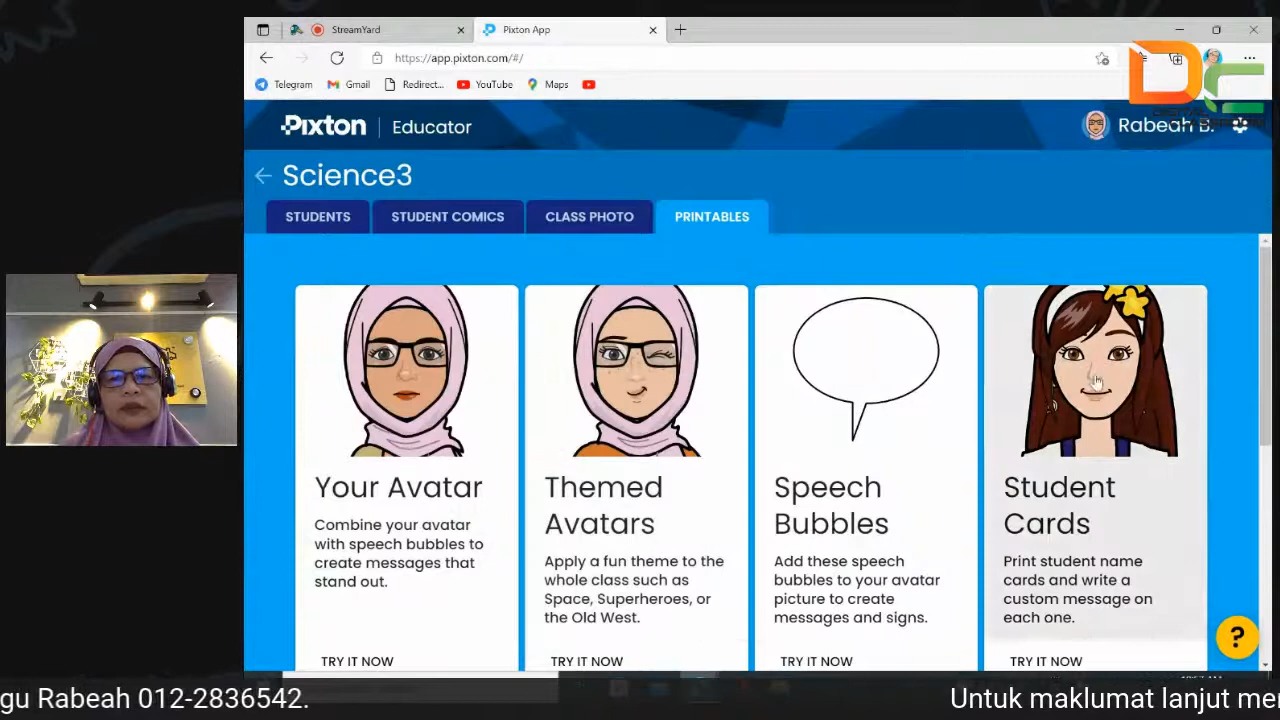 StreamYard
Pixton App
https://app.pixton.com/#/
Telegram
Gmail
Redirect...
YouTube
Maps
Pixton
Educator
Rabeah B.
Science3
STUDENTS
STUDENT COMICS
CLASS PHOTO
PRINTABLES
Your Avatar
Combine your avatar
with speech bubbles to
create messages that
stand out.
TRY IT NOW
Themed
Avatars
Apply a fun theme to the
whole class such as
Space, Superheroes, or
the Old West.
TRY IT NOW
Speech
Bubbles
Add these speech
bubbles to your avatar
picture to create
messages and signs.
TRY IT NOW
Student
Cards
Print student name
cards and write a
custom message on
each one.
TRY IT NOW
?
gu Rabeah 012-2836542.
Untuk maklumat lanjut me